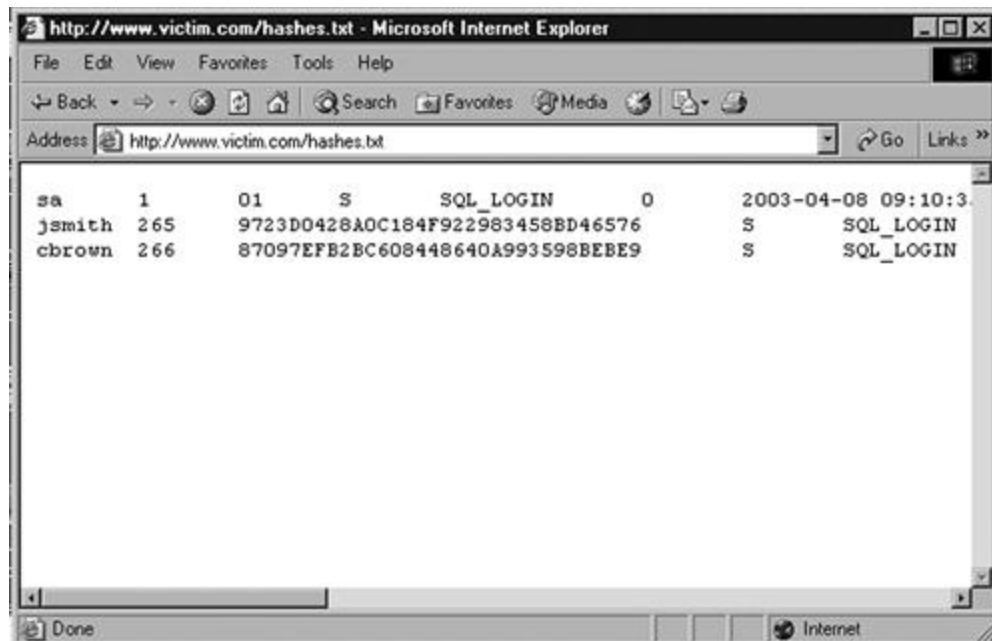 http://www.victim.com/hashes.txt - Microsoft Internet Explorer
File Edit View Favorites Tools Help
Back Search Favorites Media
Address http://www.victim.com/hashes.txt Go Links »
sa 1 01 S SQL_LOGIN 0 2003-04-08 09:10:3
jsmith 265 9723D0428A0C184F922983458BD46576 S SQL_LOGIN
cbrown 266 87097EFB2BC608448640A993598BEBE9 S SQL_LOGIN
Done Internet